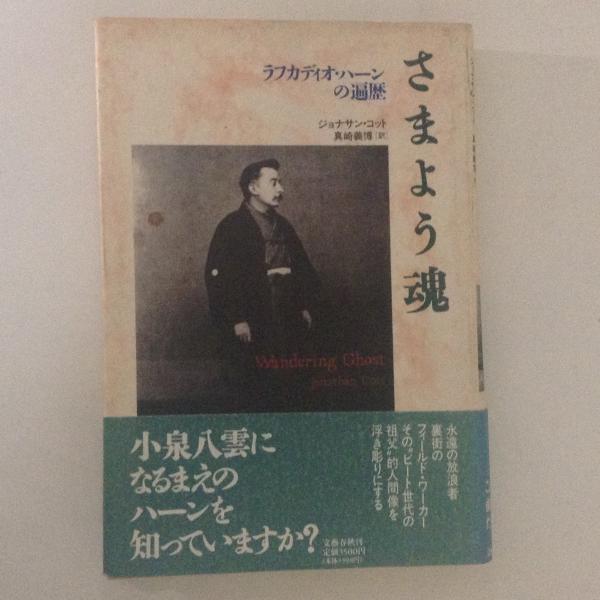 さまよう魂
ラフカディオ・ハーン
の遍歴
ジョナサン・コット
真崎義博[訳]
Wandering Ghost
Jonathan Cott
永遠の放浪者
裏街の
フィールド・ワーカー
その“ビート世代の
祖父”的人間像を
浮き彫りにする
小泉八雲に
なるまえの
ハーンを
知っていますか?
文藝春秋刊
定価3500円